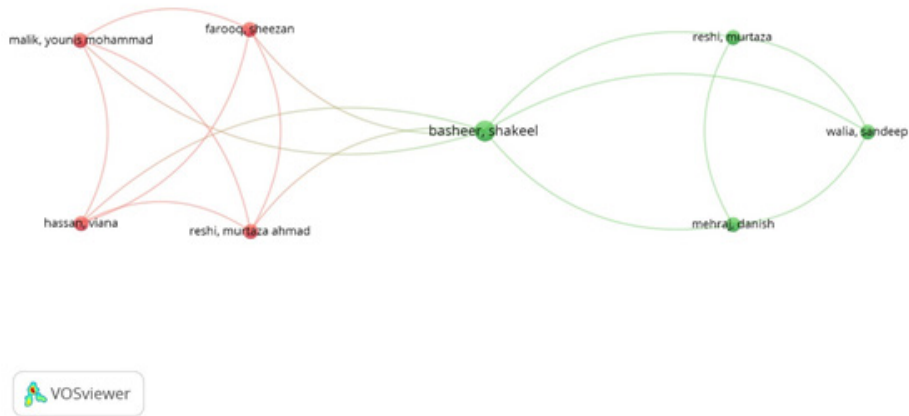 farooq, sheezan
malik, younis mohammad
reshi, murtaza
basheer, shakeel
walia, sandeep
hassan, viana
mehraj, danish
reshi, murtaza ahmad
VOSviewer